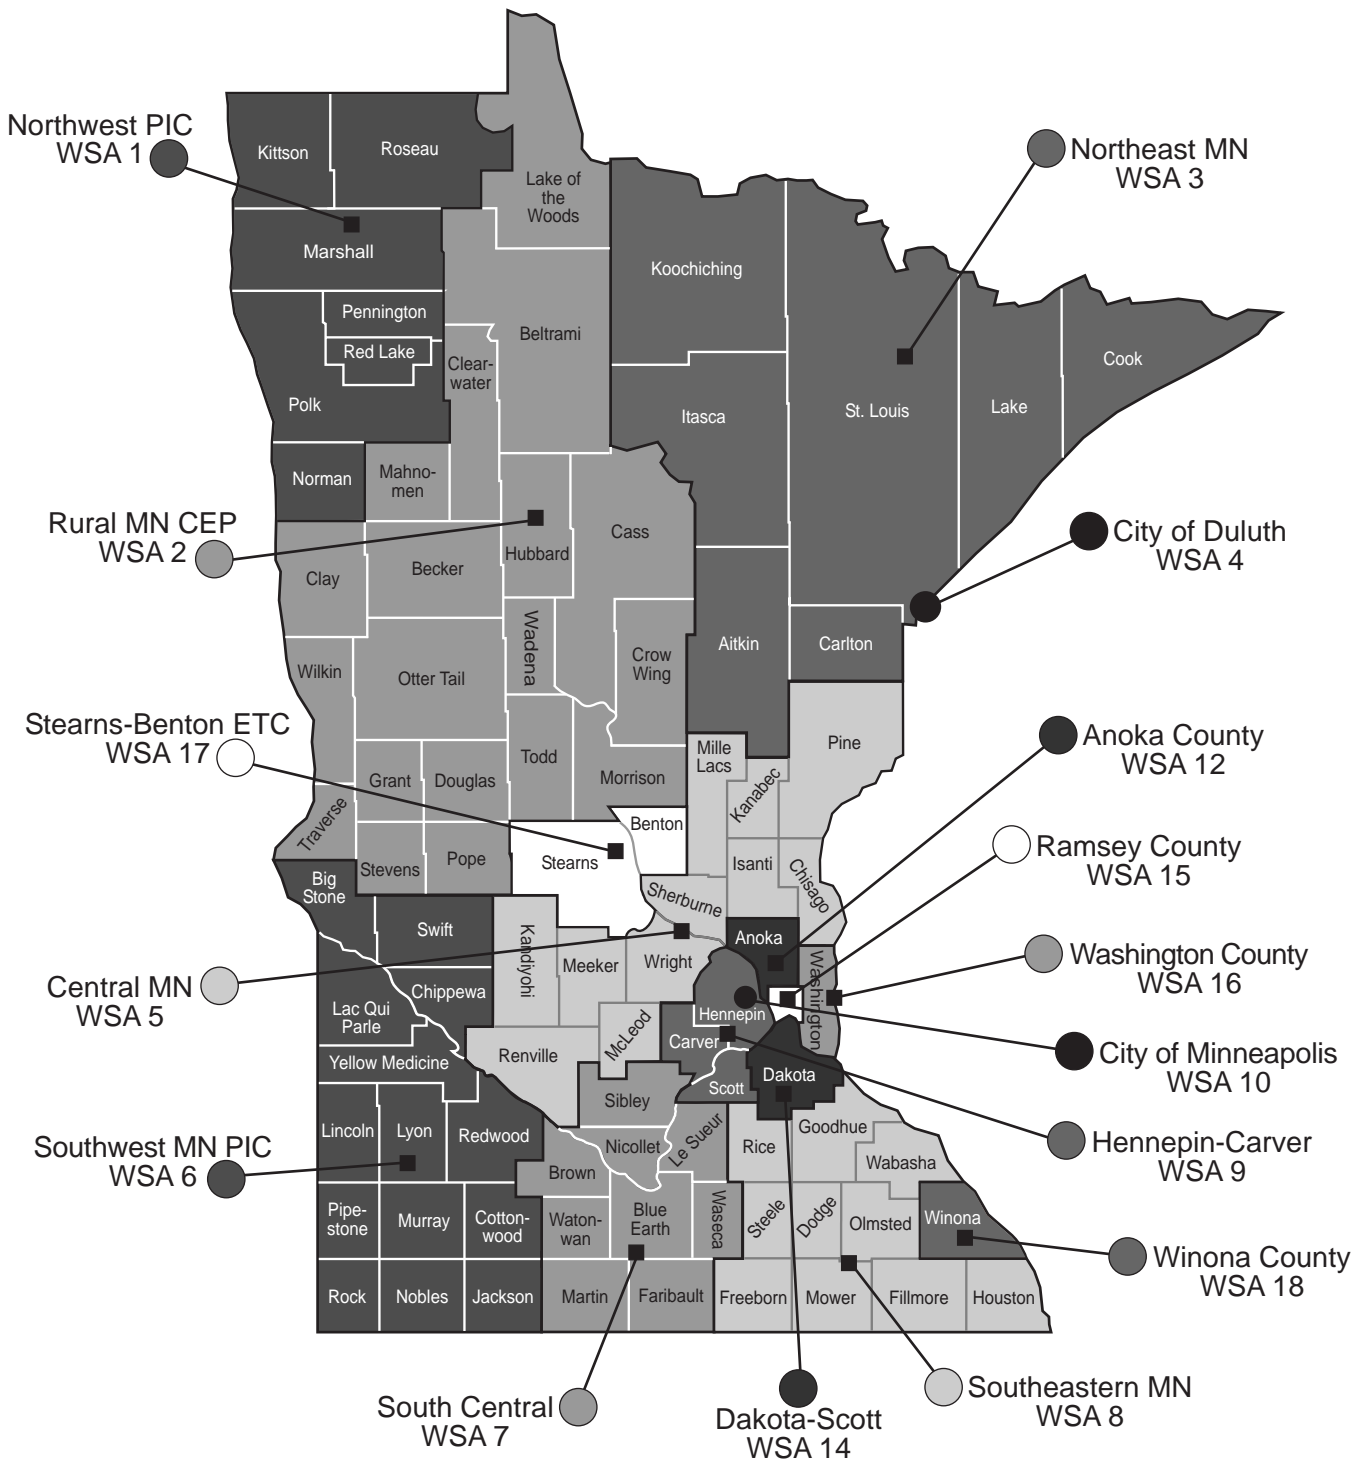 Northwest PIC
WSA 1
Kittson
Roseau
Lake of
the
Woods
Northeast MN
WSA 3
Marshall
Koochiching
Pennington
Red Lake
Beltrami
Clear-
water
Cook
Polk
Itasca
St. Louis
Lake
Norman
Mahno-
men
Rural MN CEP
WSA 2
Hubbard
Cass
City of Duluth
WSA 4
Clay
Becker
Wadena
Crow
Wing
Aitkin
Carlton
Wilkin
Otter Tail
Stearns-Benton ETC
WSA 17
Todd
Mille
Lacs
Pine
Anoka County
WSA 12
Grant
Douglas
Morrison
Kanabec
Traverse
Benton
Ramsey County
WSA 15
Stevens
Pope
Stearns
Isanti
Chisago
Big
Stone
Sherburne
Swift
Kandiyohi
Anoka
Washington
Washington County
WSA 16
Central MN
WSA 5
Meeker
Wright
Chippewa
Lac Qui
Parle
Hennepin
McLeod
Carver
City of Minneapolis
WSA 10
Yellow Medicine
Renville
Scott
Dakota
Sibley
Southwest MN PIC
WSA 6
Lincoln
Lyon
Redwood
Nicollet
Le Sueur
Rice
Goodhue
Wabasha
Hennepin-Carver
WSA 9
Brown
Pipe-
stone
Murray
Cotton-
wood
Waton-
wan
Blue
Earth
Waseca
Steele
Dodge
Olmsted
Winona
Winona County
WSA 18
Rock
Nobles
Jackson
Martin
Faribault
Freeborn
Mower
Fillmore
Houston
South Central
WSA 7
Dakota-Scott
WSA 14
Southeastern MN
WSA 8